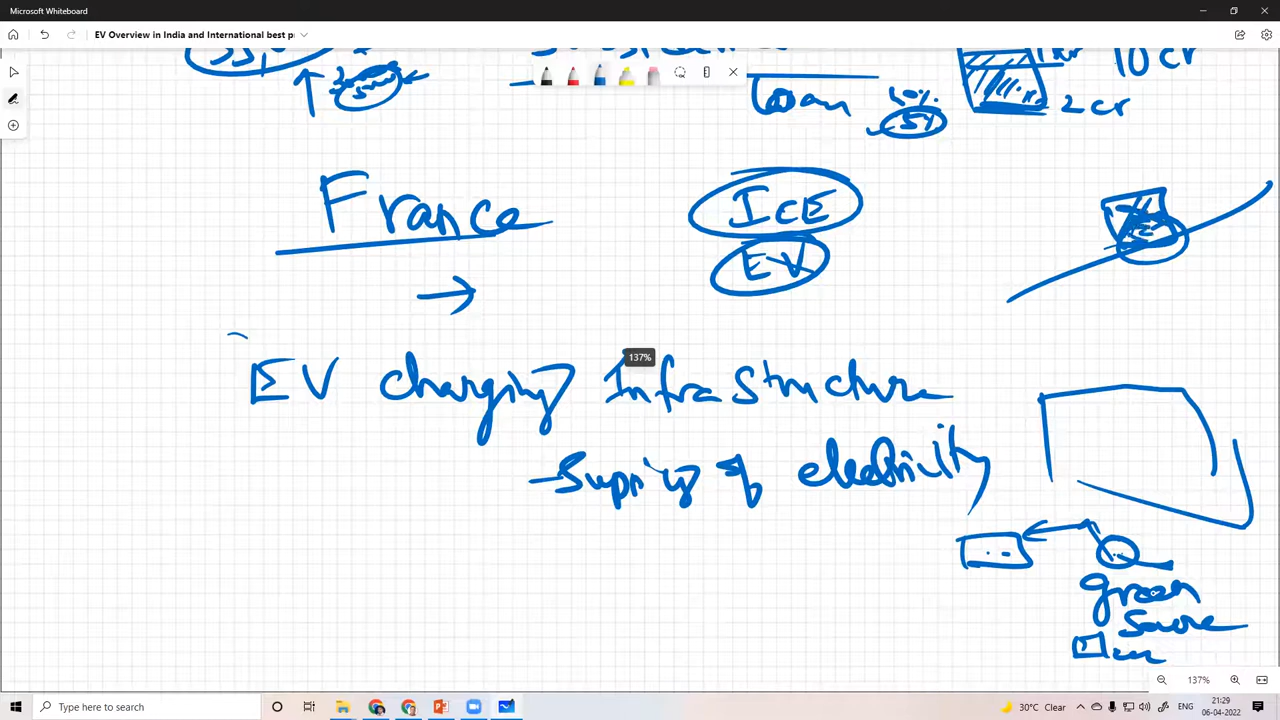 Microsoft Whiteboard
EV Overview in India and International best p
10 cr
Loan
5%
2 cr
France
ICE
EV
137%
EV charging Infrastructure
- Supply of electricity
green
Source
137%
Type here to search
30°C Clear
ENG
21:29
06-04-2022